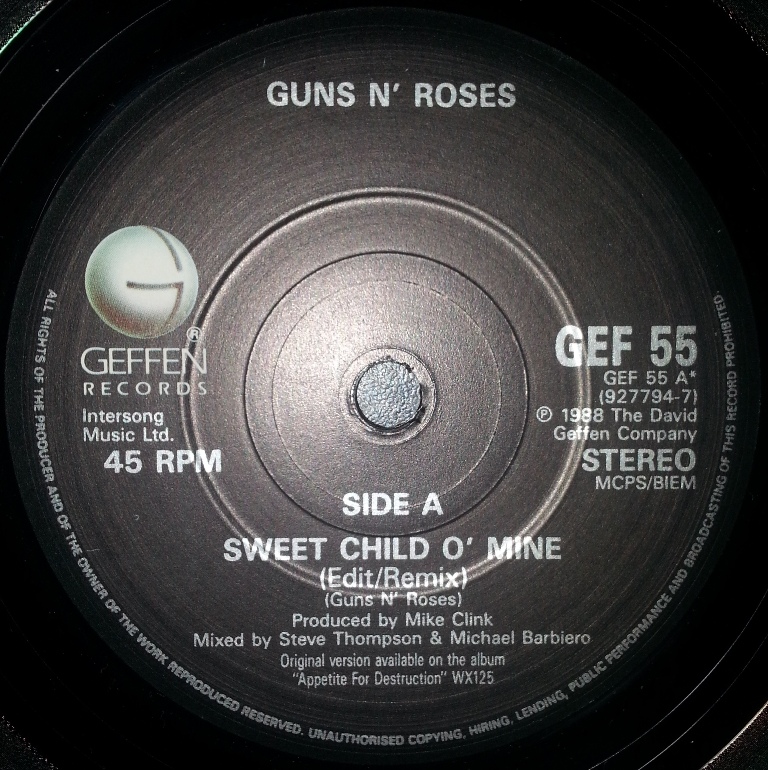 GUNS N' ROSES
G
®
GEFFEN
RECORDS
Intersong
Music Ltd.
45 RPM
GEF 55
GEF 55 A*
(927794-7)
℗ 1988 The David
Geffen Company
STEREO
MCPS/BIEM
SIDE A
SWEET CHILD O' MINE
(Edit/Remix)
(Guns N' Roses)
Produced by Mike Clink
Mixed by Steve Thompson & Michael Barbiero
Original version available on the album
"Appetite For Destruction" WX125
ALL RIGHTS OF THE PRODUCER AND OF THE OWNER OF THE WORK REPRODUCED RESERVED. UNAUTHORISED COPYING, HIRING, LENDING, PUBLIC PERFORMANCE AND BROADCASTING OF THIS RECORD PROHIBITED.